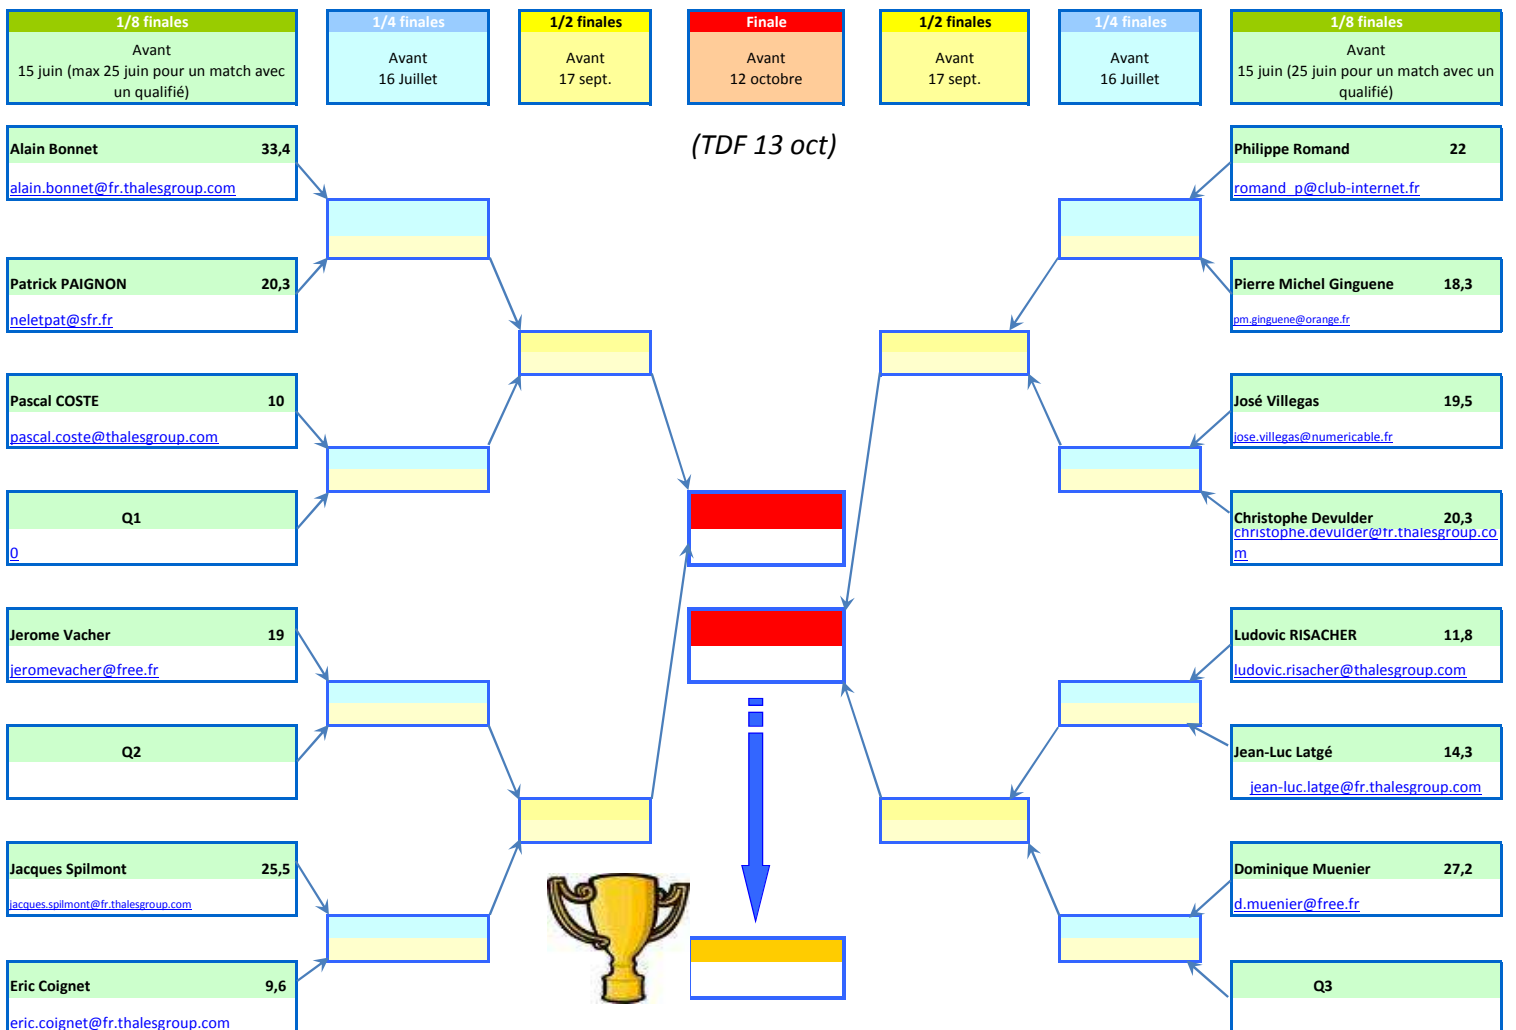 1/8 finales
Avant
15 juin (max 25 juin pour un match avec
un qualifié)
1/4 finales
Avant
16 Juillet
1/2 finales
Avant
17 sept.
Finale
Avant
12 octobre
1/2 finales
Avant
17 sept.
1/4 finales
Avant
16 Juillet
1/8 finales
Avant
15 juin (25 juin pour un match avec un
qualifié)
(TDF 13 oct)
Alain Bonnet 33,4
alain.bonnet@fr.thalesgroup.com
Patrick PAIGNON 20,3
neletpat@sfr.fr
Pascal COSTE 10
pascal.coste@thalesgroup.com
Q1
0
Jerome Vacher 19
jeromevacher@free.fr
Q2
Jacques Spilmont 25,5
jacques.spilmont@fr.thalesgroup.com
Eric Coignet 9,6
eric.coignet@fr.thalesgroup.com
Philippe Romand 22
romand_p@club-internet.fr
Pierre Michel Ginguene 18,3
pm.ginguene@orange.fr
José Villegas 19,5
jose.villegas@numericable.fr
Christophe Devulder 20,3
christophe.devulder@fr.thalesgroup.co
m
Ludovic RISACHER 11,8
ludovic.risacher@thalesgroup.com
Jean-Luc Latgé 14,3
jean-luc.latge@fr.thalesgroup.com
Dominique Muenier 27,2
d.muenier@free.fr
Q3